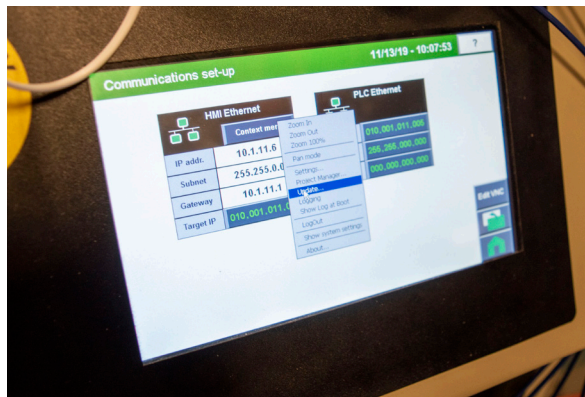 Communications set-up
11/13/19 - 10:07:53
?
HMI Ethernet
Context men
IP addr.
10.1.11.6
Subnet
255.255.0.0
Gateway
10.1.11.1
Target IP
010.001.011
PLC Ethernet
010.001.011.005
255.255.000.000
000.000.000.000
Zoom In
Zoom Out
Zoom 100%
Pan mode
Settings...
Project Manager...
Update...
Logging
Show Log at Boot
LogOut
Show system settings
About...
Edit VNC